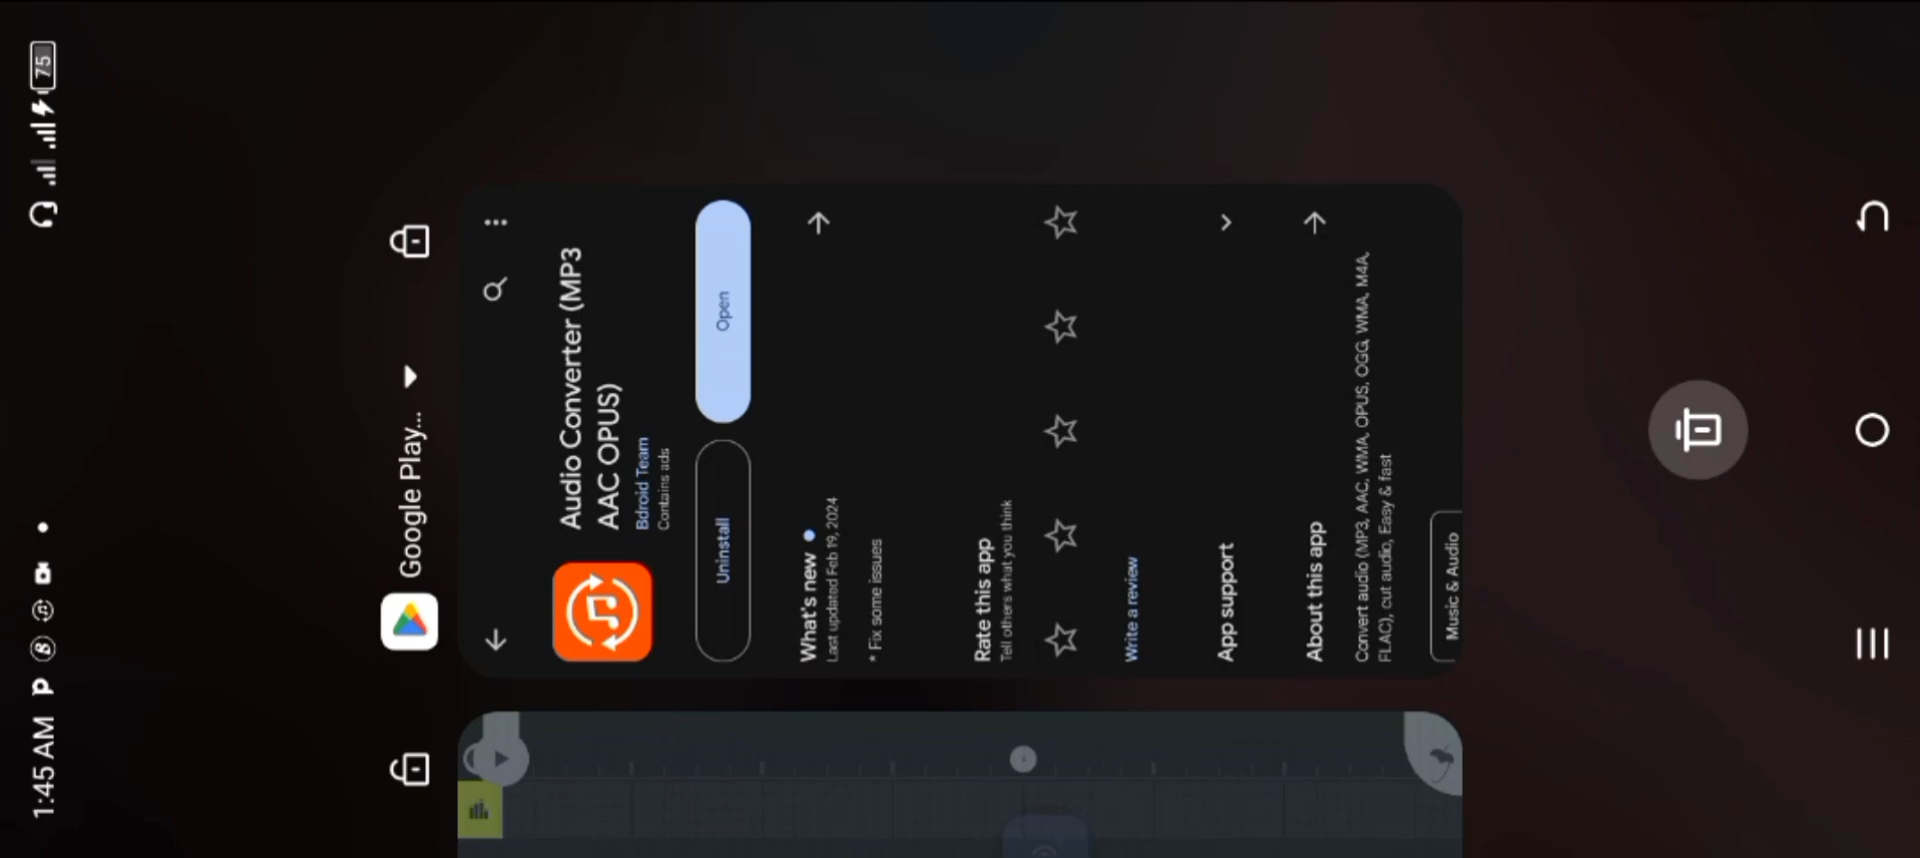 1:45 AM
75
Google Play...
Audio Converter (MP3
AAC OPUS)
Bdroid Team
Contains ads
Uninstall
Open
What's new
Last updated Feb 19, 2024
* Fix some issues
Rate this app
Tell others what you think
Write a review
App support
About this app
Convert audio (MP3, AAC, WMA, OPUS, OGG, WMA, M4A,
FLAC), cut audio, Easy & fast
Music & Audio